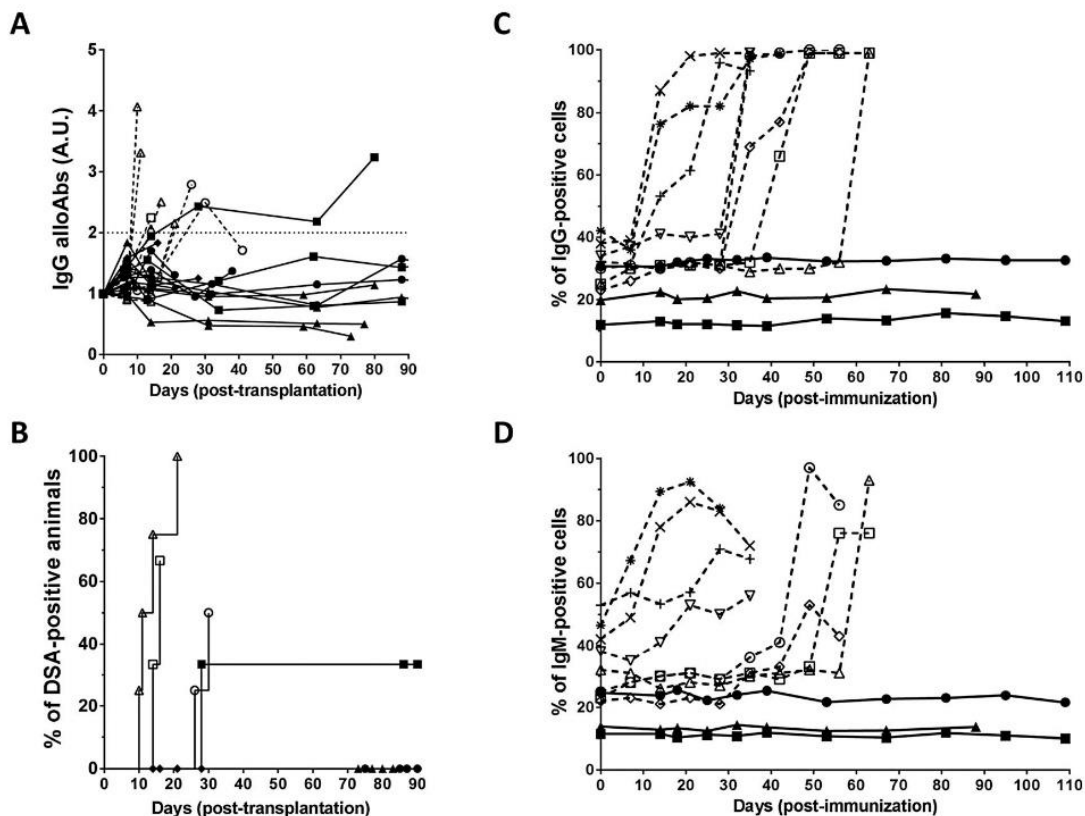 A
IgG alloAbs (A.U.)
5
4
3
2
1
0
0 10 20 30 40 50 60 70 80 90
Days (post-transplantation)
B
% of DSA-positive animals
100
80
60
40
20
0
0 10 20 30 40 50 60 70 80 90
Days (post-transplantation)
C
% of IgG-positive cells
100
80
60
40
20
0
0 10 20 30 40 50 60 70 80 90 100 110
Days (post-immunization)
D
% of IgM-positive cells
100
80
60
40
20
0
0 10 20 30 40 50 60 70 80 90 100 110
Days (post-immunization)